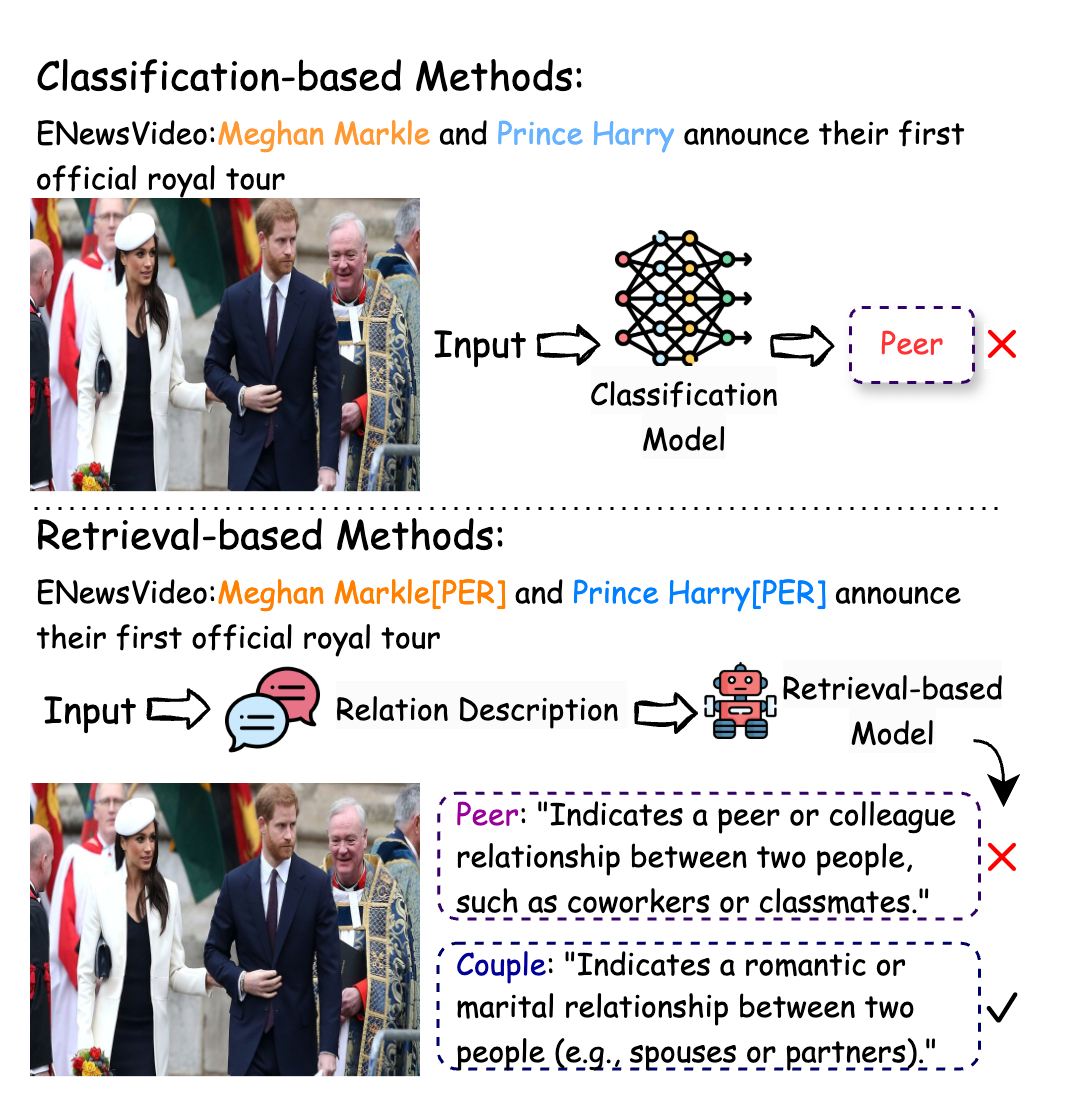 Classification-based Methods:
ENewsVideo:Meghan Markle and Prince Harry announce their first
official royal tour
Input
Classification
Model
Peer
Retrieval-based Methods:
ENewsVideo:Meghan Markle[PER] and Prince Harry[PER] announce
their first official royal tour
Input
Relation Description
Retrieval-based
Model
Peer: "Indicates a peer or colleague
relationship between two people,
such as coworkers or classmates."
Couple: "Indicates a romantic or
marital relationship between two
people (e.g., spouses or partners)."